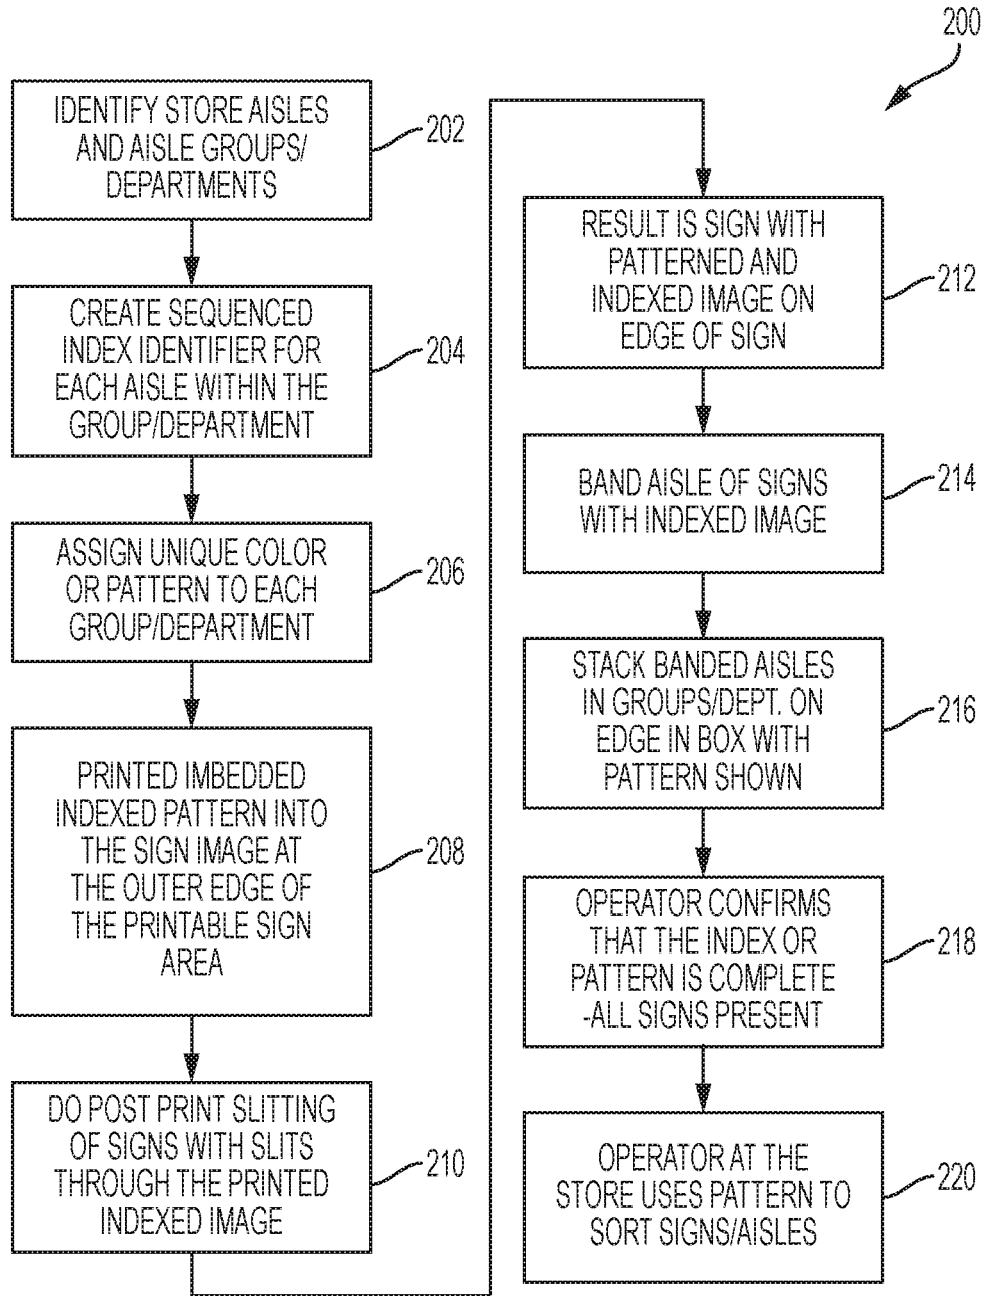 200
IDENTIFY STORE AISLES
AND AISLE GROUPS/
DEPARTMENTS
202
CREATE SEQUENCED
INDEX IDENTIFIER FOR
EACH AISLE WITHIN THE
GROUP/DEPARTMENT
204
ASSIGN UNIQUE COLOR
OR PATTERN TO EACH
GROUP/DEPARTMENT
206
PRINTED IMBEDDED
INDEXED PATTERN INTO
THE SIGN IMAGE AT
THE OUTER EDGE OF
THE PRINTABLE SIGN
AREA
208
DO POST PRINT SLITTING
OF SIGNS WITH SLITS
THROUGH THE PRINTED
INDEXED IMAGE
210
RESULT IS SIGN WITH
PATTERNED AND
INDEXED IMAGE ON
EDGE OF SIGN
212
BAND AISLE OF SIGNS
WITH INDEXED IMAGE
214
STACK BANDED AISLES
IN GROUPS/DEPT. ON
EDGE IN BOX WITH
PATTERN SHOWN
216
OPERATOR CONFIRMS
THAT THE INDEX OR
PATTERN IS COMPLETE
-ALL SIGNS PRESENT
218
OPERATOR AT THE
STORE USES PATTERN TO
SORT SIGNS/AISLES
220